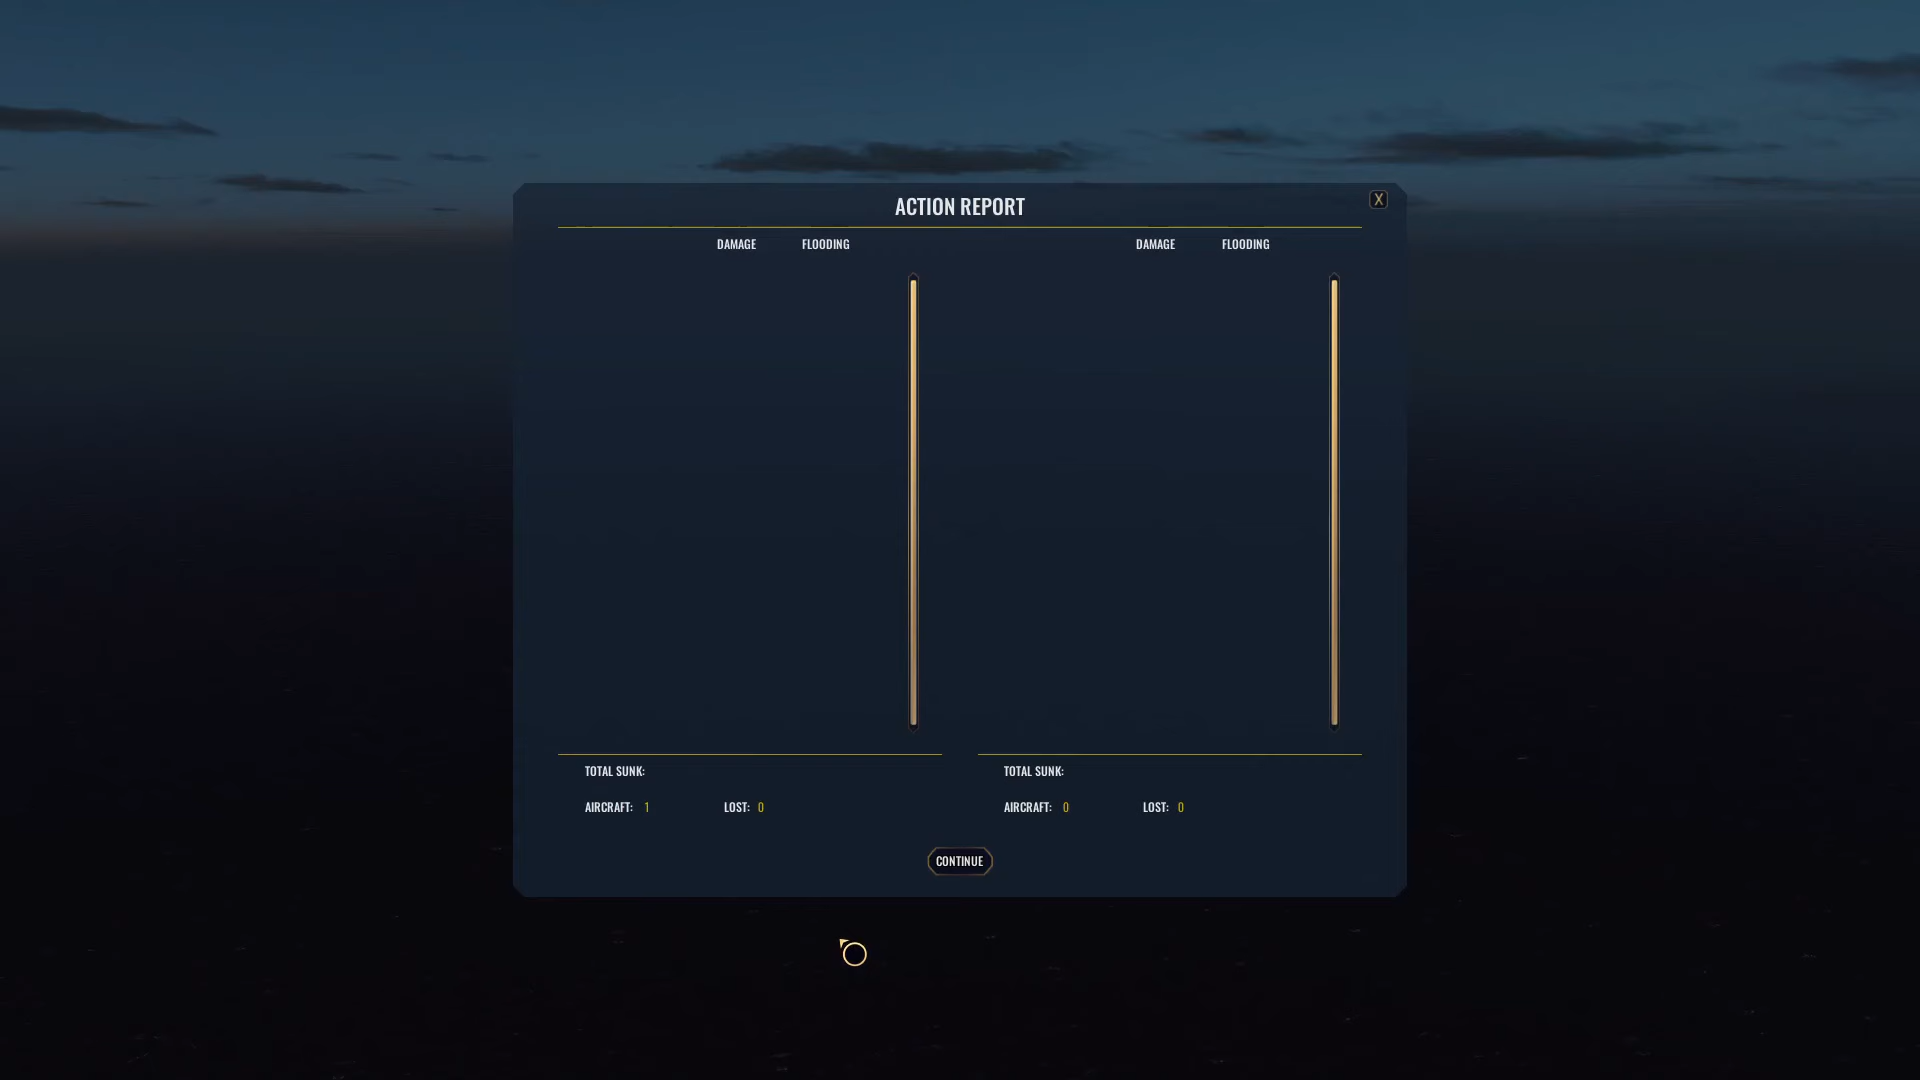 ACTION REPORT
X
DAMAGE FLOODING DAMAGE FLOODING
TOTAL SUNK: TOTAL SUNK:
AIRCRAFT: 1 LOST: 0 AIRCRAFT: 0 LOST: 0
CONTINUE